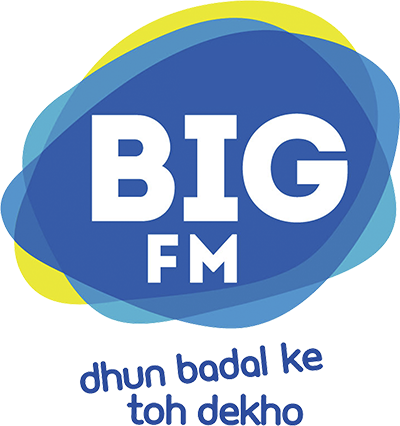 BIG
FM
dhun badal ke
toh dekho